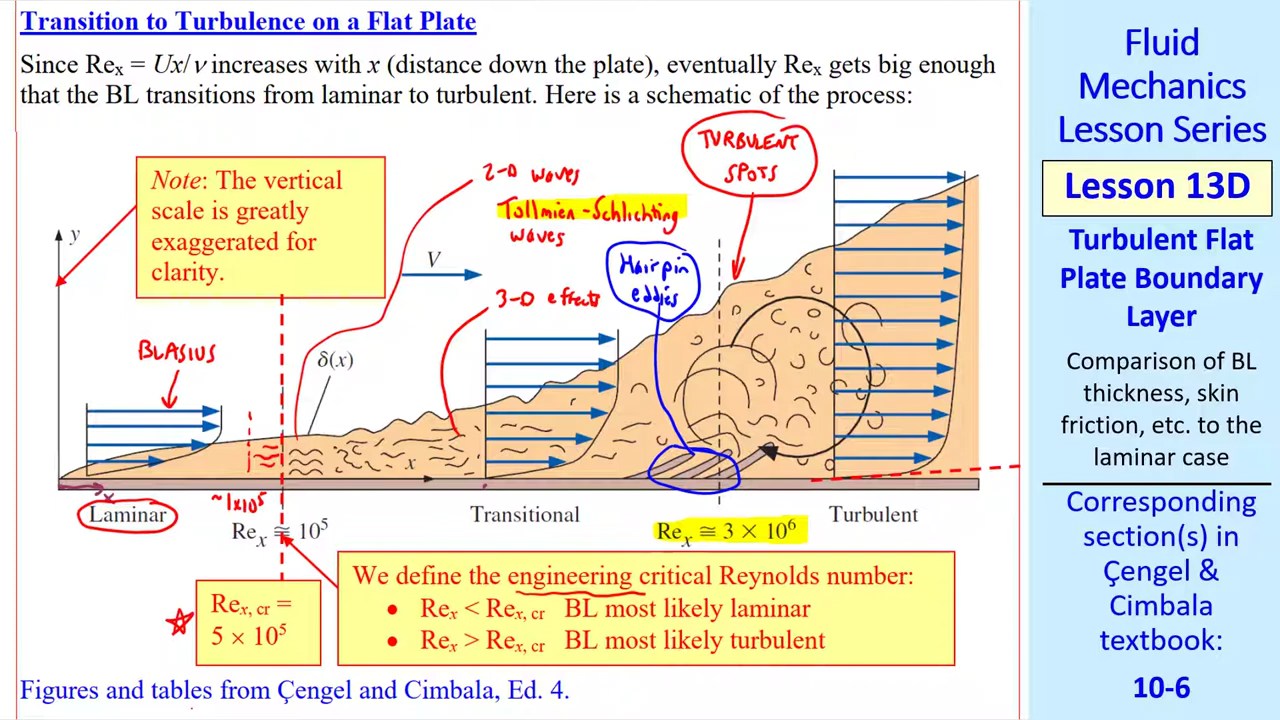 Transition to Turbulence on a Flat Plate
Since Reₓ = Ux/ν increases with x (distance down the plate), eventually Reₓ gets big enough
that the BL transitions from laminar to turbulent. Here is a schematic of the process:
Note: The vertical
scale is greatly
exaggerated for
clarity.
2-D waves
Tollmien-Schlichting
waves
TURBULENT
SPOTS
Hairpin
eddies
3-D effects
BLASIUS
y
V
δ(x)
x
x
Laminar
~1x10⁵
Reₓ ≅ 10⁵
Transitional
Reₓ ≅ 3 × 10⁶
Turbulent
Reₓ, cr =
5 × 10⁵
We define the engineering critical Reynolds number:
• Reₓ < Reₓ, cr BL most likely laminar
• Reₓ > Reₓ, cr BL most likely turbulent
Figures and tables from Çengel and Cimbala, Ed. 4.
Fluid
Mechanics
Lesson Series
Lesson 13D
Turbulent Flat
Plate Boundary
Layer
Comparison of BL
thickness, skin
friction, etc. to the
laminar case
Corresponding
section(s) in
Çengel &
Cimbala
textbook:
10-6